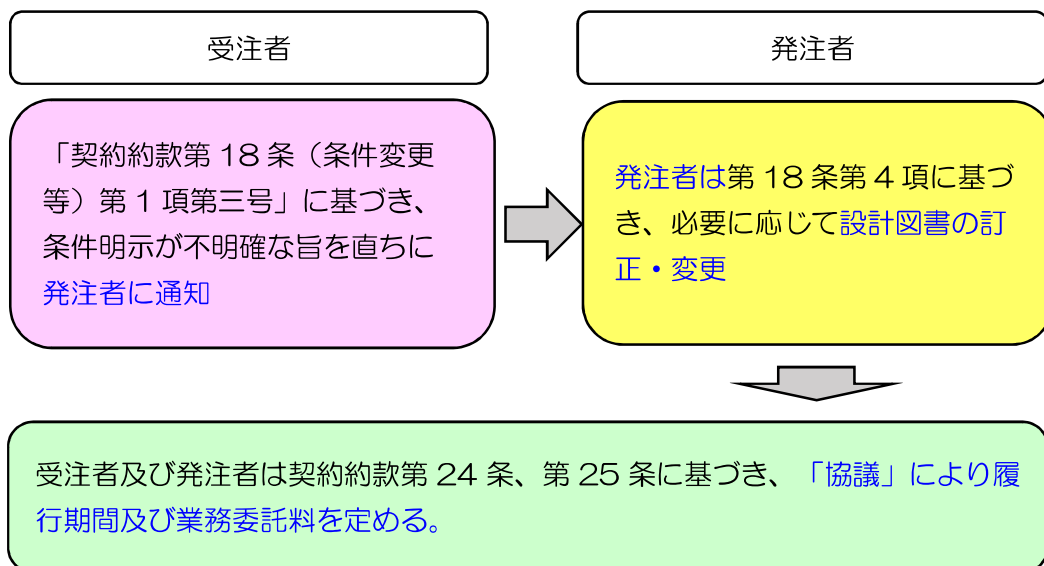 受注者
発注者
「契約約款第 18 条（条件変更
等）第 1 項第三号」に基づき、
条件明示が不明確な旨を直ちに
発注者に通知
発注者は第 18 条第 4 項に基づ
き、必要に応じて設計図書の訂
正・変更
受注者及び発注者は契約約款第 24 条、第 25 条に基づき、「協議」により履
行期間及び業務委託料を定める。